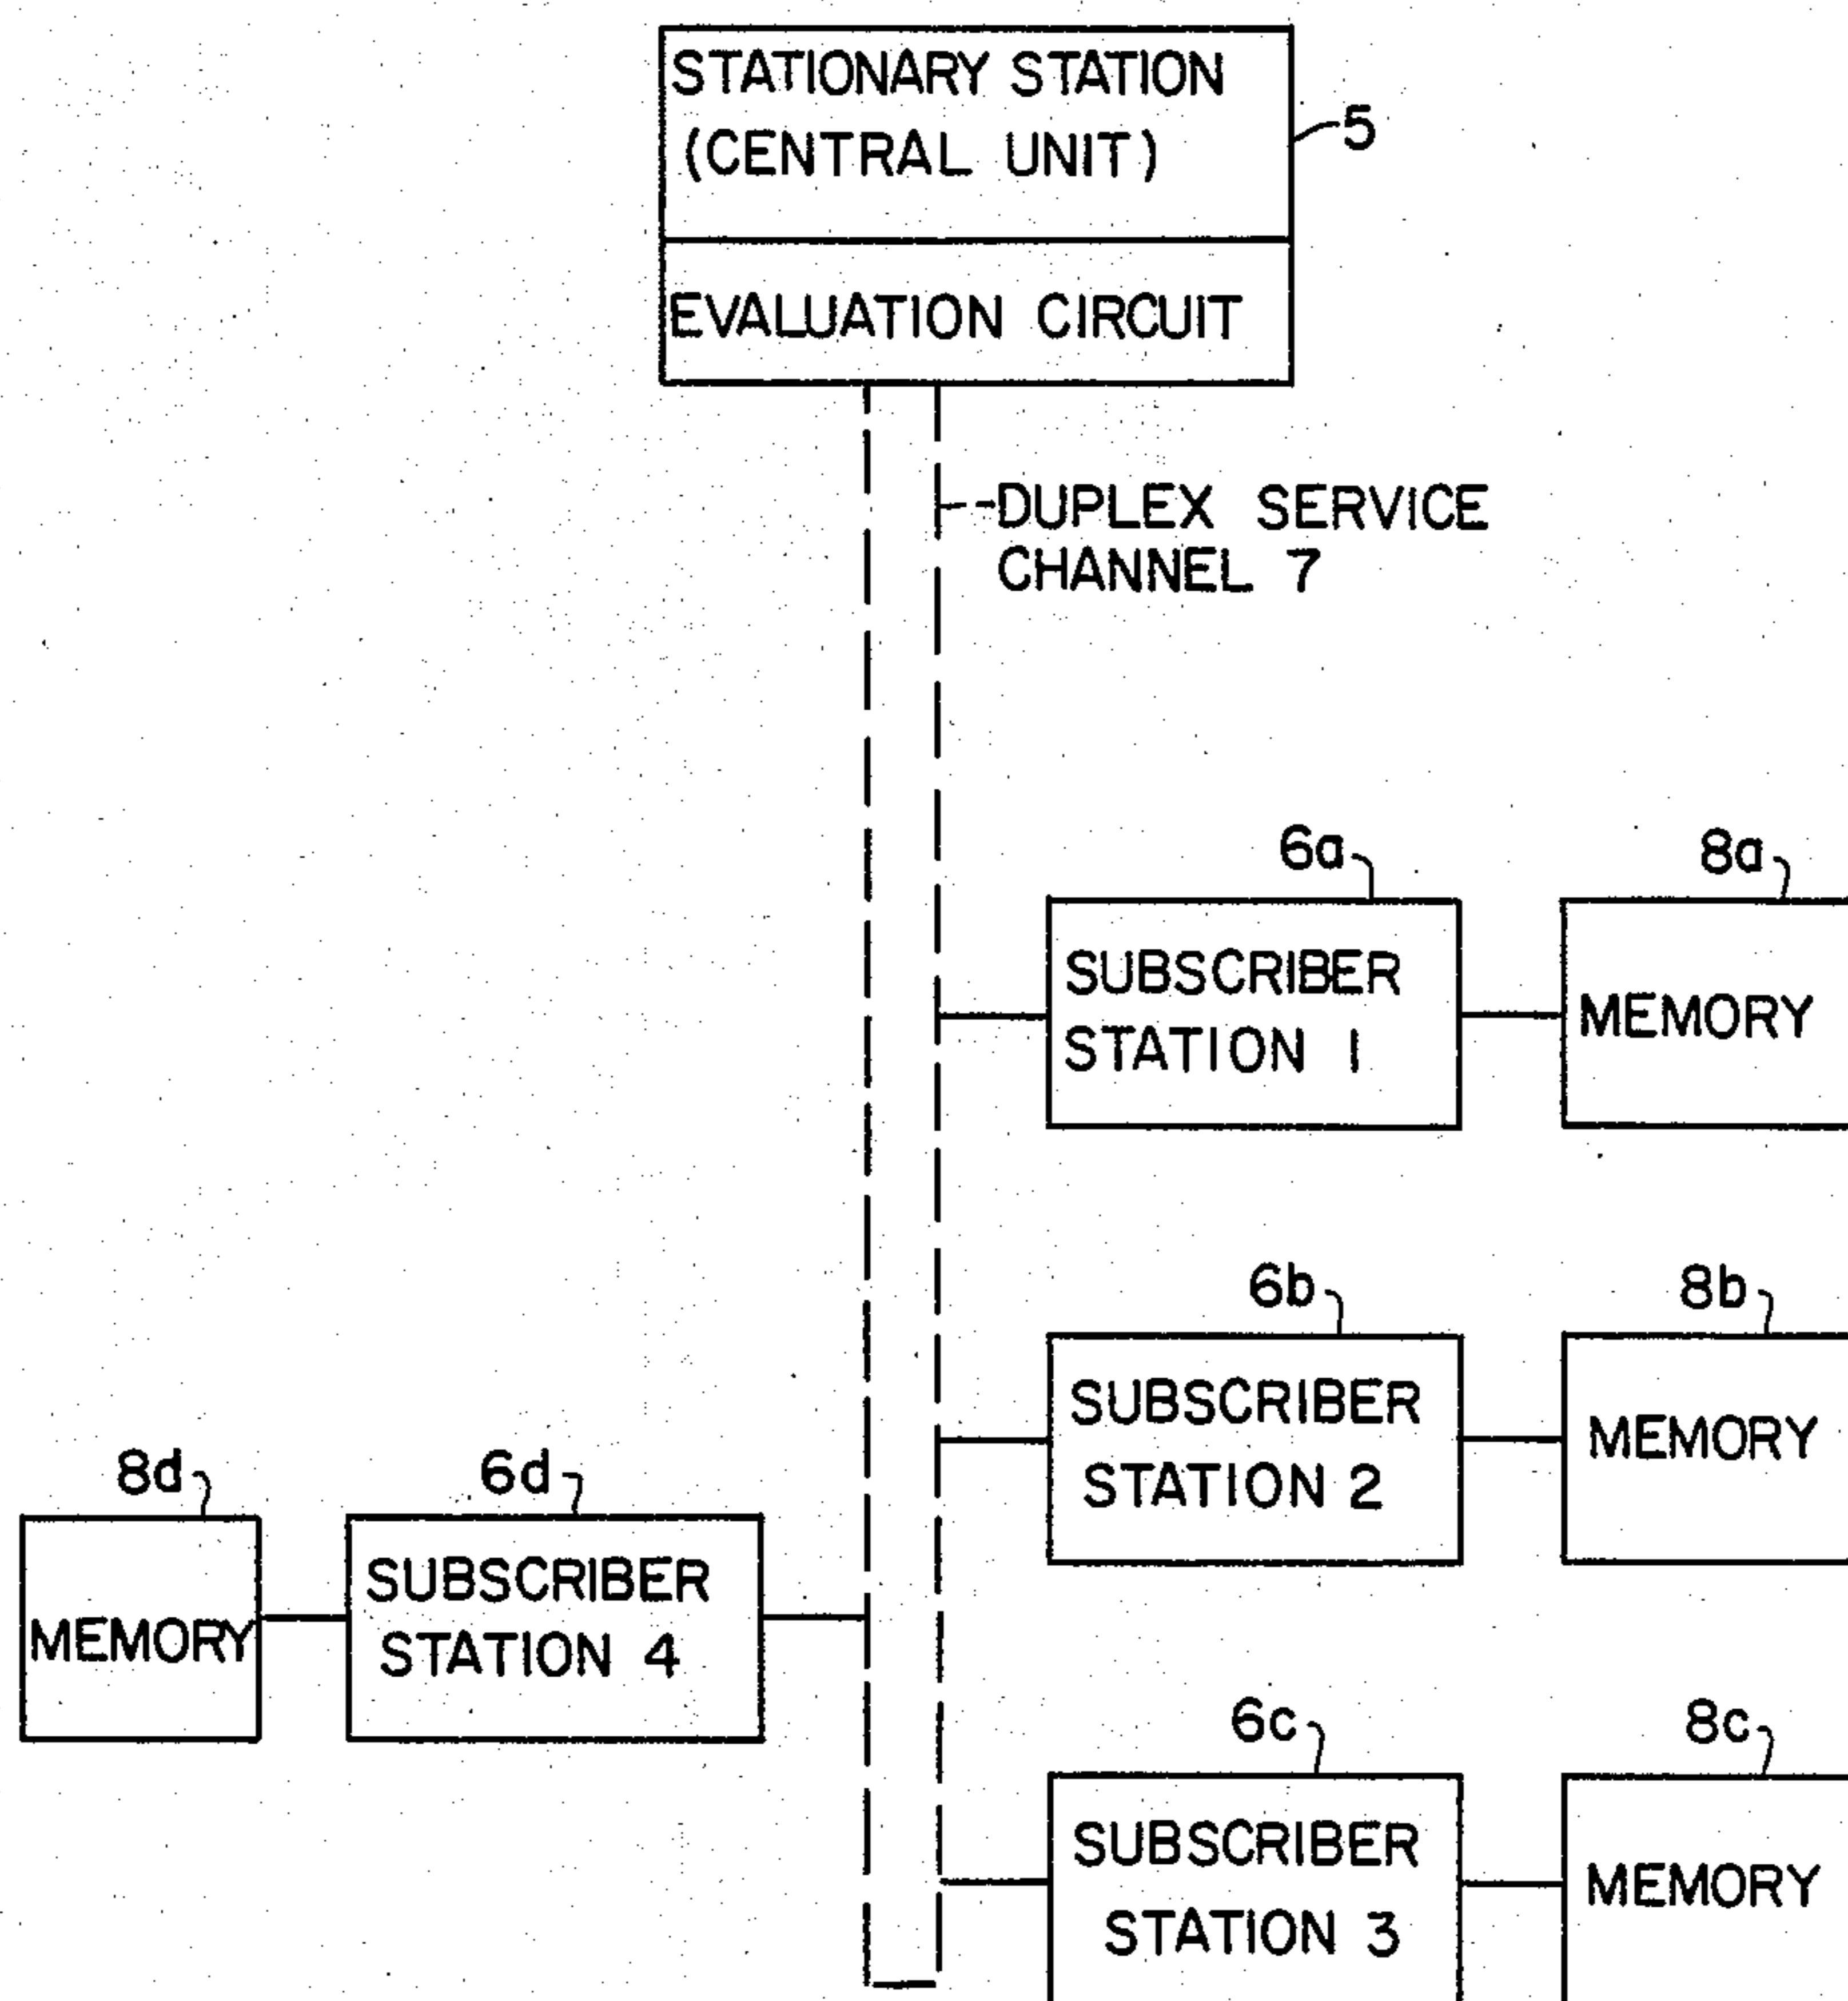 STATIONARY STATION
(CENTRAL UNIT)
5
EVALUATION CIRCUIT
DUPLEX SERVICE
CHANNEL 7
6a
8a
SUBSCRIBER
STATION 1
MEMORY
6b
8b
SUBSCRIBER
STATION 2
MEMORY
8d
6d
MEMORY
SUBSCRIBER
STATION 4
6c
8c
SUBSCRIBER
STATION 3
MEMORY